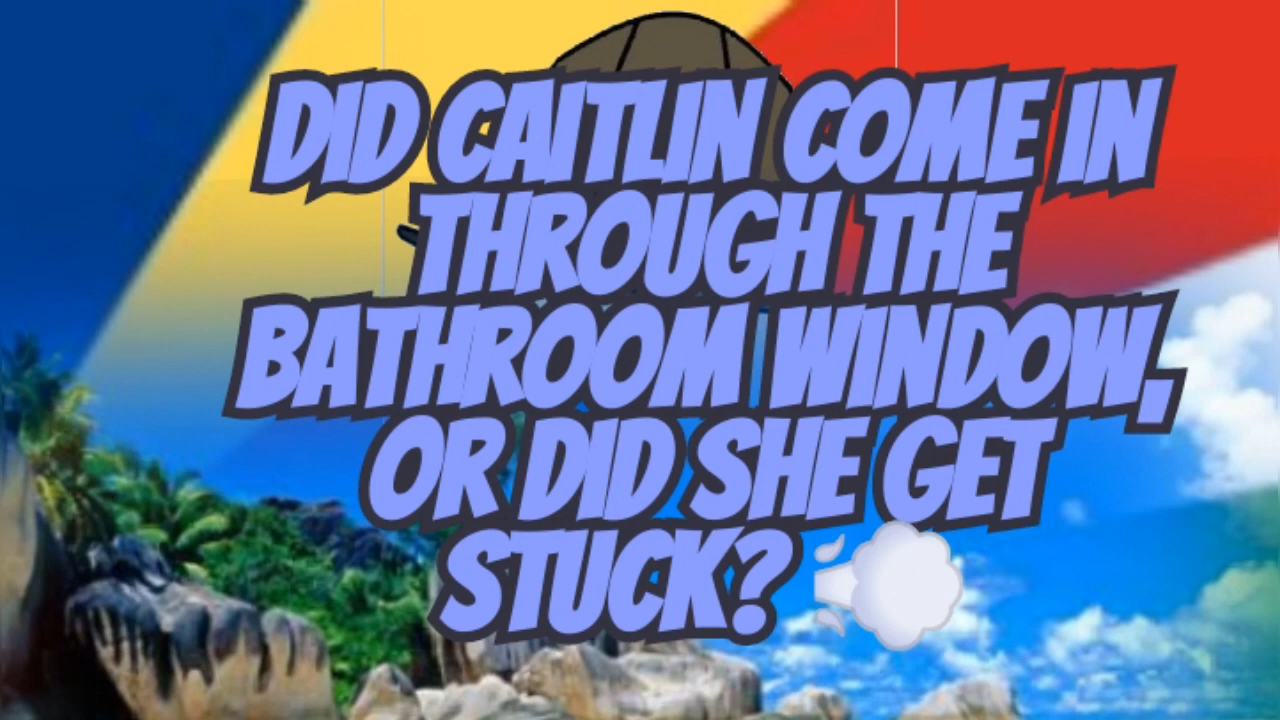 DID CAITLIN COME IN
THROUGH THE
BATHROOM WINDOW,
OR DID SHE GET
STUCK? 💨